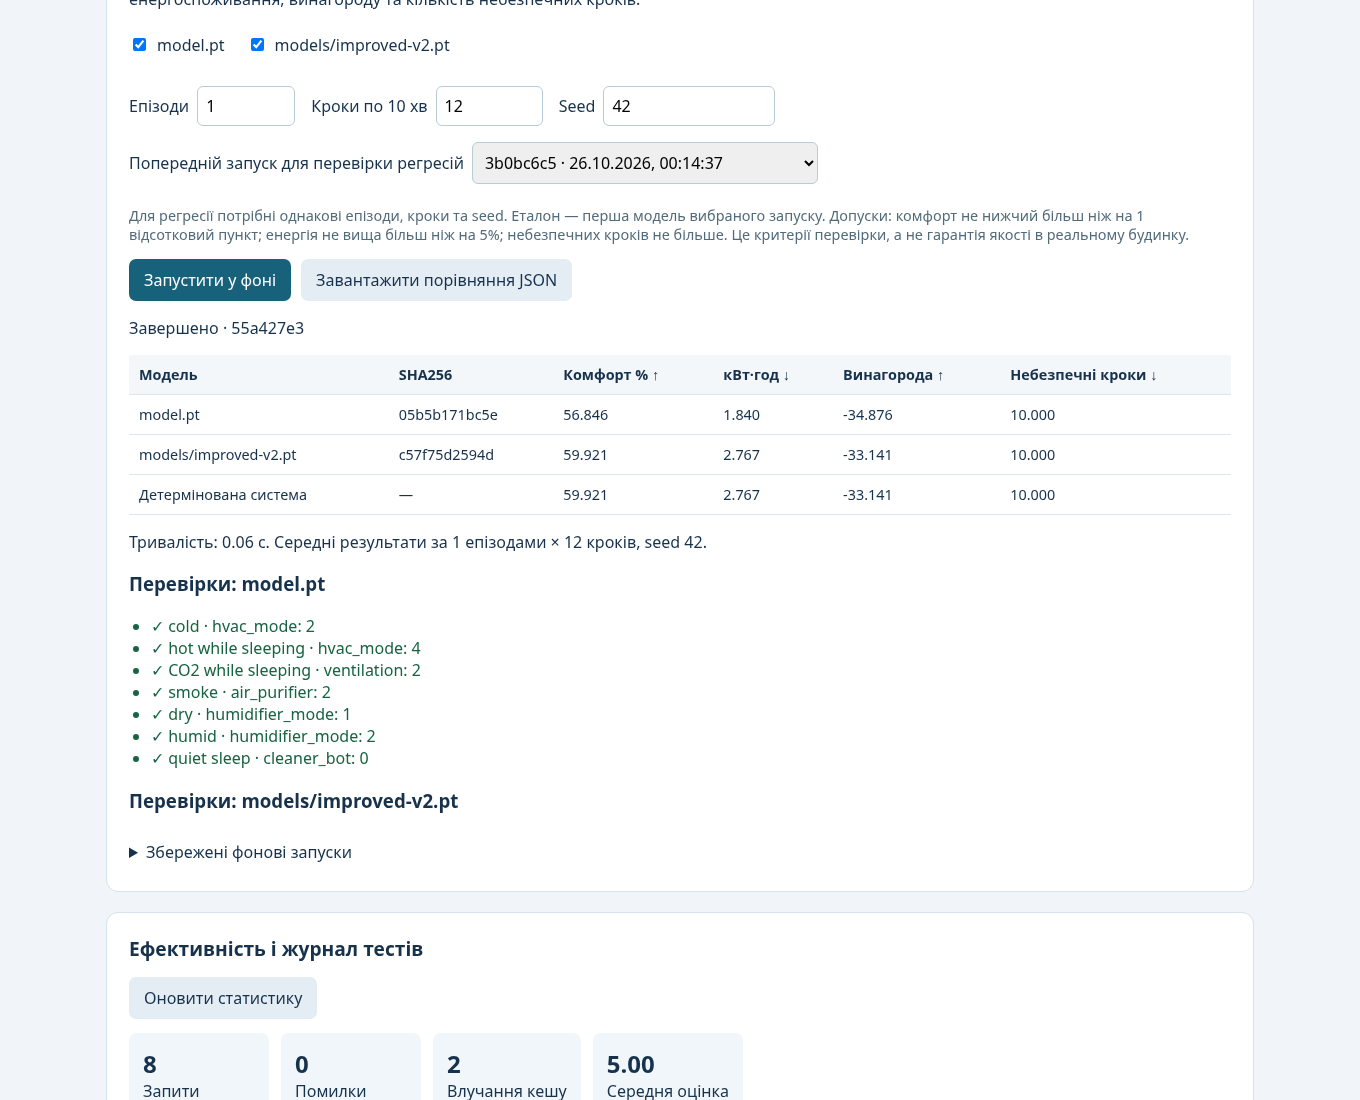 енергоспоживання, винагороду та кількість небезпечних кроків.
model.pt models/improved-v2.pt
Епізоди 1 Кроки по 10 хв 12 Seed 42
Попередній запуск для перевірки регресій 3b0bc6c5 · 26.10.2026, 00:14:37
Для регресії потрібні однакові епізоди, кроки та seed. Еталон — перша модель вибраного запуску. Допуски: комфорт не нижчий більш ніж на 1
відсотковий пункт; енергія не вища більш ніж на 5%; небезпечних кроків не більше. Це критерії перевірки, а не гарантія якості в реальному будинку.
Запустити у фоні Завантажити порівняння JSON
Завершено · 55a427e3
Модель SHA256 Комфорт % ↑ кВт·год ↓ Винагорода ↑ Небезпечні кроки ↓
model.pt 05b5b171bc5e 56.846 1.840 -34.876 10.000
models/improved-v2.pt c57f75d2594d 59.921 2.767 -33.141 10.000
Детермінована система — 59.921 2.767 -33.141 10.000
Тривалість: 0.06 с. Середні результати за 1 епізодами × 12 кроків, seed 42.
Перевірки: model.pt
• ✓ cold · hvac_mode: 2
• ✓ hot while sleeping · hvac_mode: 4
• ✓ CO2 while sleeping · ventilation: 2
• ✓ smoke · air_purifier: 2
• ✓ dry · humidifier_mode: 1
• ✓ humid · humidifier_mode: 2
• ✓ quiet sleep · cleaner_bot: 0
Перевірки: models/improved-v2.pt
▶ Збережені фонові запуски
Ефективність і журнал тестів
Оновити статистику
8 0 2 5.00
Запити Помилки Влучання кешу Середня оцінка